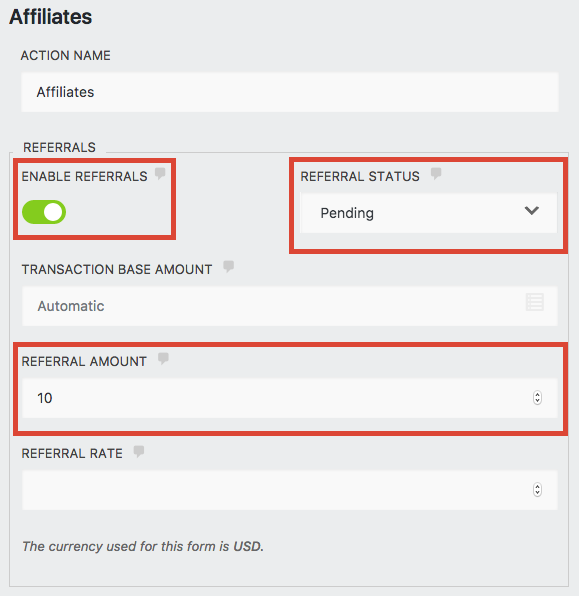 Affiliates
ACTION NAME
Affiliates
REFERRALS
ENABLE REFERRALS
REFERRAL STATUS
Pending
TRANSACTION BASE AMOUNT
Automatic
REFERRAL AMOUNT
10
REFERRAL RATE
The currency used for this form is USD.